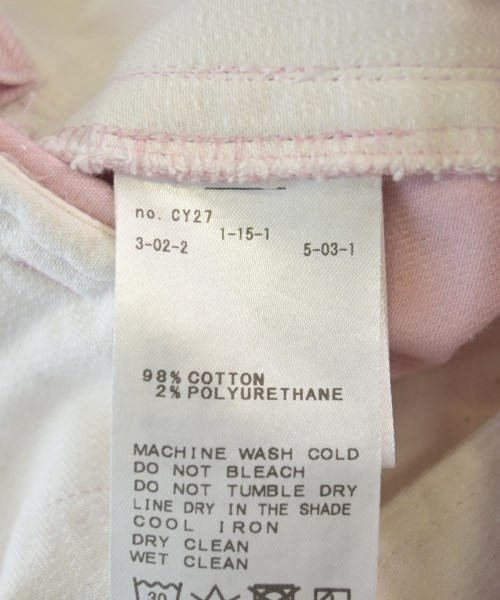 no. CY27
1-15-1
3-02-2
5-03-1
98% COTTON
2% POLYURETHANE
MACHINE WASH COLD
DO NOT BLEACH
DO NOT TUMBLE DRY
LINE DRY IN THE SHADE
COOL IRON
DRY CLEAN
WET CLEAN
30